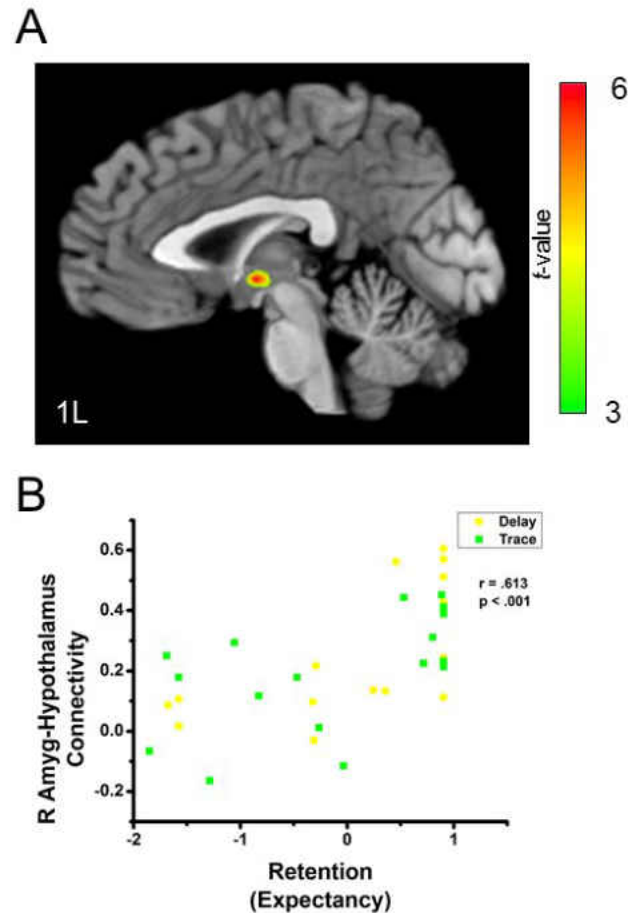 A
6
t-value
3
1L
B
Delay
Trace
r = .613
p < .001
R Amyg-Hypothalamus
Connectivity
0.6
0.4
0.2
0.0
-0.2
-2
-1
0
1
Retention
(Expectancy)